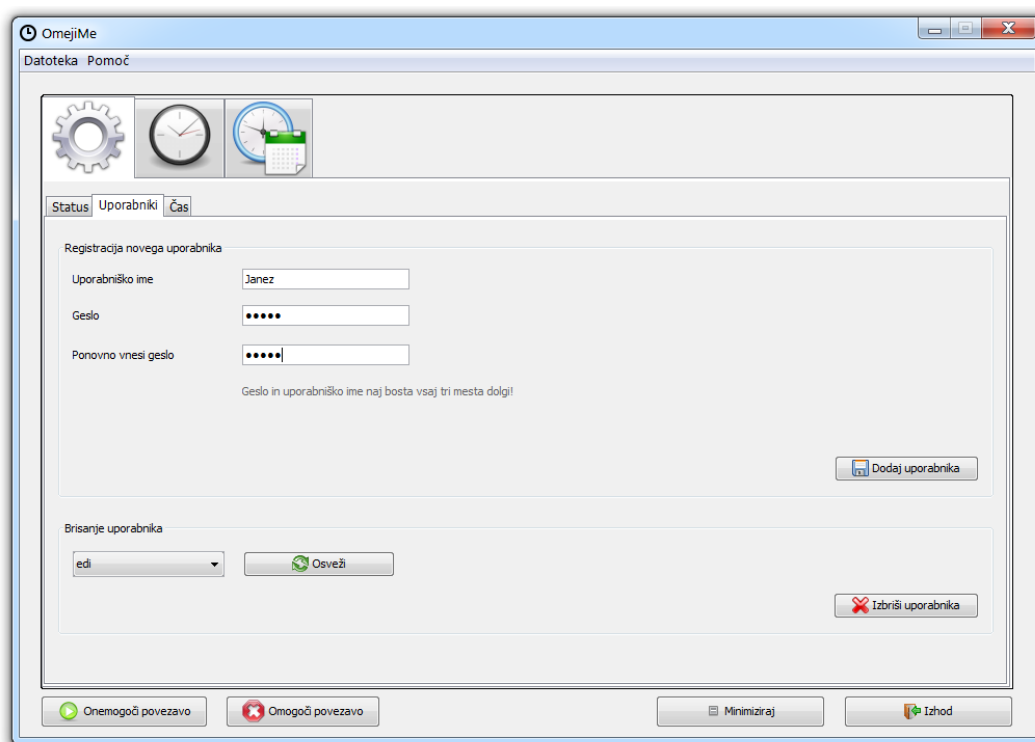 OmejiMe
Datoteka Pomoč
Status Uporabniki Čas
Registracija novega uporabnika
Uporabniško ime Janez
Geslo •••••
Ponovno vnesi geslo •••••
Geslo in uporabniško ime naj bosta vsaj tri mesta dolgi!
Dodaj uporabnika
Brisanje uporabnika
edi Osveži
Izbriši uporabnika
Onemogoči povezavo Omogoči povezavo Minimiziraj Izhod